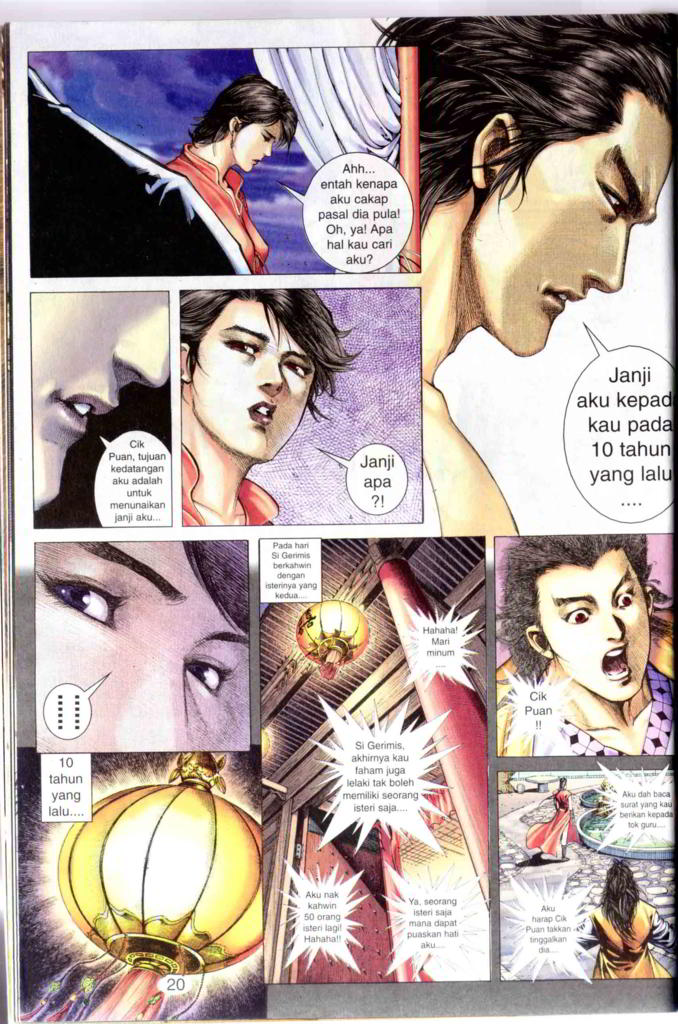 Ahh...
entah kenapa
aku cakap
pasal dia pula!
Oh, ya! Apa
hal kau cari
aku?
Cik
Puan, tujuan
kedatangan
aku adalah
untuk
menunaikan
janji aku...
Janji
apa
?!
Janji
aku kepad
kau pada
10 tahun
yang lalu
....
!!
10
tahun
yang
lalu....
Pada hari
Si Gerimis
berkahwin
dengan
isterinya yang
kedua....
Hahaha!
Mari
minum
....
Si Gerimis,
akhirnya kau
faham juga
lelaki tak boleh
memiliki seorang
isteri saja....
Aku nak
kahwin
50 orang
isteri lagi!
Hahaha!!
Ya, seorang
isteri saja
mana dapat
puaskan hati
aku....
Cik
Puan
!!
Aku dah baca
surat yang kau
berikan kepada
tok guru....
Aku
harap Cik
Puan takkan
tinggalkan
dia....
20